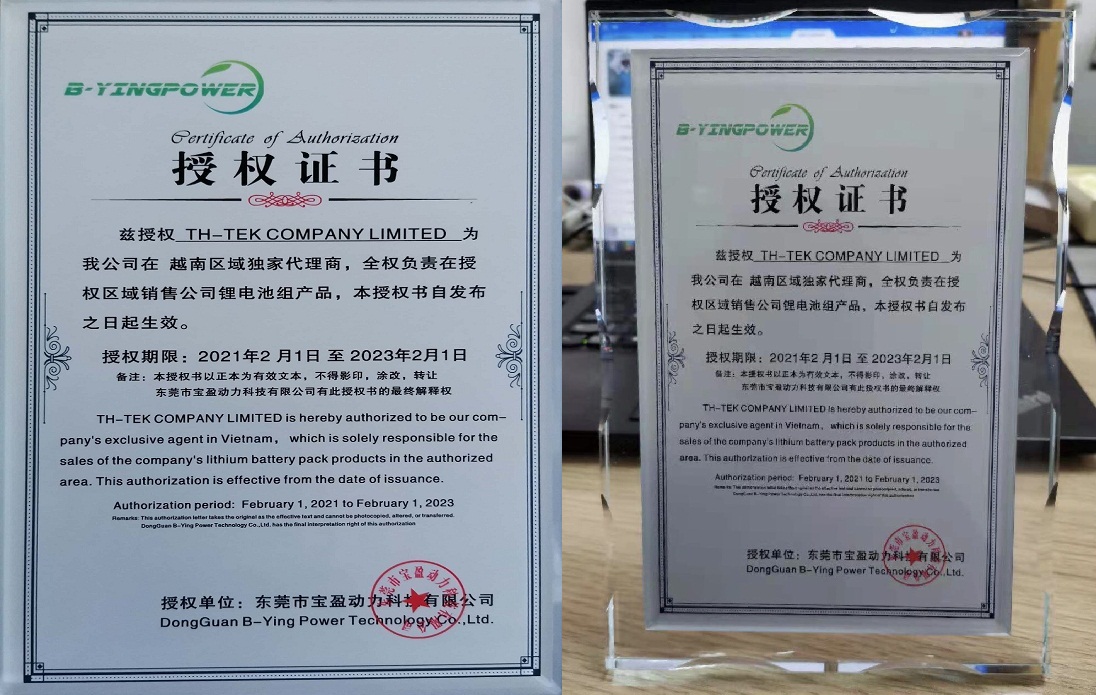 B-YINGPOWER
Certificate of Authorization
授权证书
兹授权 TH-TEK COMPANY LIMITED 为
我公司在 越南区域独家代理商，全权负责在授
权区域销售公司锂电池组产品，本授权书自发布
之日起生效。
授权期限：2021年2 月1日 至 2023年2月1日
备注：本授权书以正本为有效文本，不得影印，涂改，转让
东莞市宝盈动力科技有限公司有此授权书的最终解释权
TH-TEK COMPANY LIMITED is hereby authorized to be our com-
pany's exclusive agent in Vietnam， which is solely responsible for the
sales of the company's lithium battery pack products in the authorized
area. This authorization is effective from the date of issuance.
Authorization period: February 1, 2021 to February 1, 2023
Remarks: This authorization letter takes the original as the effective text and cannot be photocopied, altered, or transferred.
DongGuan B-Ying Power Technology Co.,Ltd. has the final interpretation right of this authorization
授权单位：东莞市宝盈动力科技有限公司
DongGuan B-Ying Power Technology Co.,Ltd.
B-YINGPOWER
Certificate of Authorization
授权证书
兹授权 TH-TEK COMPANY LIMITED 为
我公司在 越南区域独家代理商，全权负责在授
权区域销售公司锂电池组产品，本授权书自发布
之日起生效。
授权期限：2021年2 月1日 至 2023年2月1日
备注：本授权书以正本为有效文本，不得影印，涂改，转让
东莞市宝盈动力科技有限公司有此授权书的最终解释权
TH-TEK COMPANY LIMITED is hereby authorized to be our com-
pany's exclusive agent in Vietnam， which is solely responsible for the
sales of the company's lithium battery pack products in the authorized
area. This authorization is effective from the date of issuance.
Authorization period: February 1, 2021 to February 1, 2023
授权单位：东莞市宝盈动力科技有限公司
DongGuan B-Ying Power Technology Co.,Ltd.